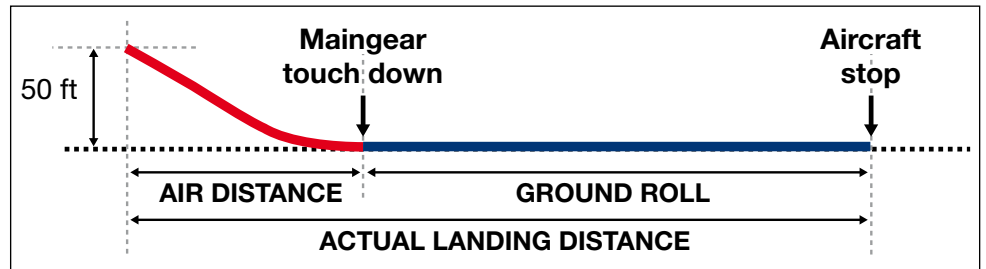 Maingear
touch down
Aircraft
stop
50 ft
AIR DISTANCE
GROUND ROLL
ACTUAL LANDING DISTANCE